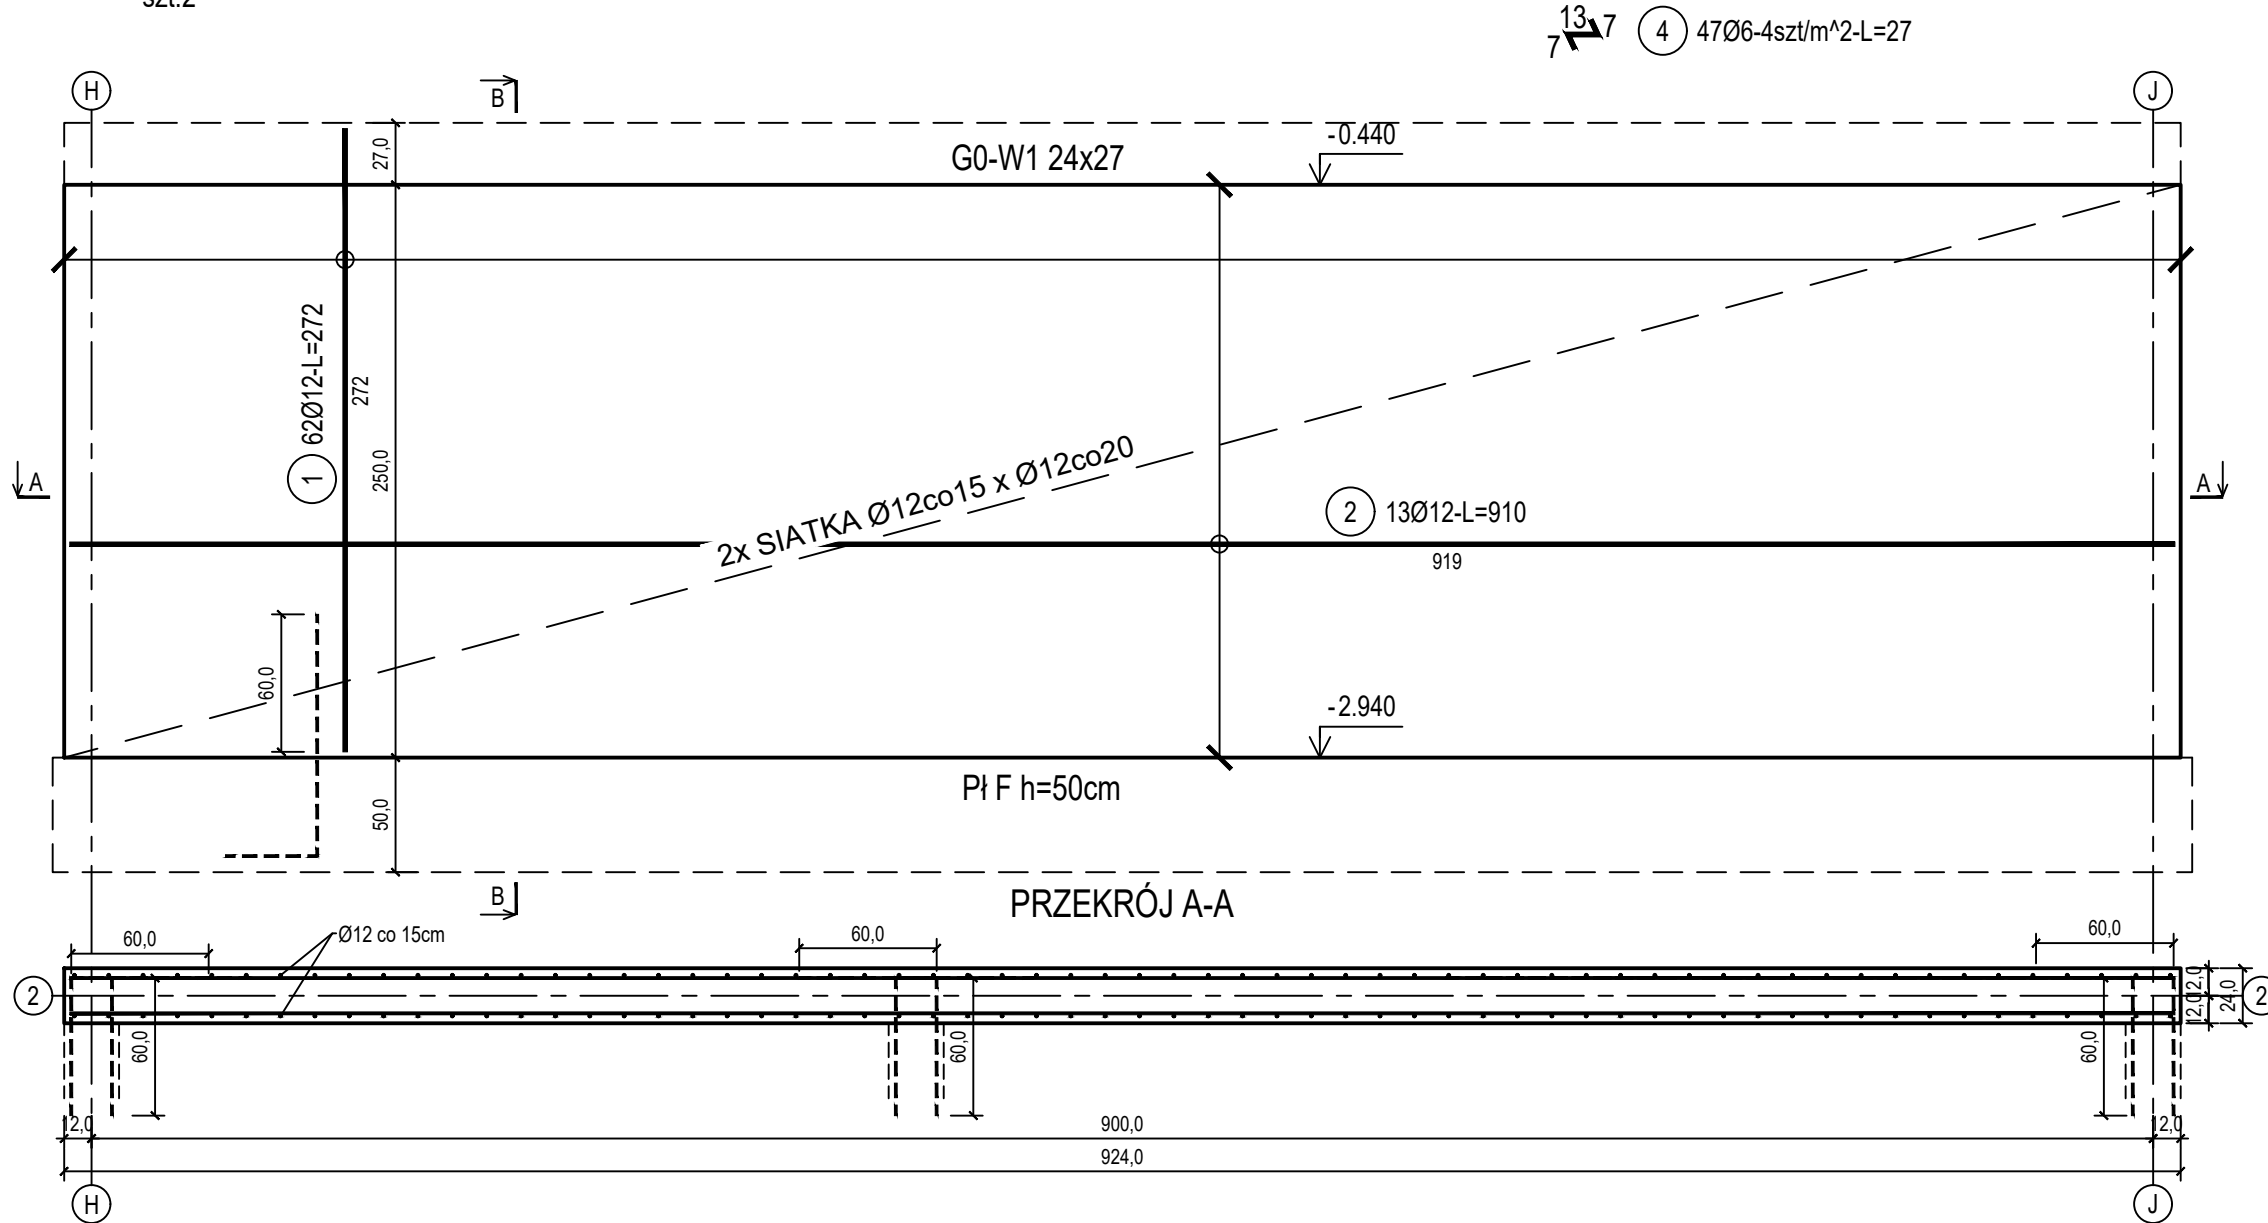 szt.2
13
7
7
4
47Ø6-4szt/m^2-L=27
H
B
J
27,0
G0-W1 24x27
-0.440
1
62Ø12-L=272
272
250,0
A
A
2x SIATKA Ø12co15 x Ø12co20
2
13Ø12-L=910
919
60,0
-2.940
Pł F h=50cm
50,0
B
PRZEKRÓJ A-A
60,0
Ø12 co 15cm
60,0
60,0
2
12,0
12,0
24,0
2
60,0
60,0
60,0
12,0
900,0
12,0
924,0
H
J